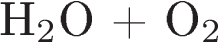 H₂O + O₂